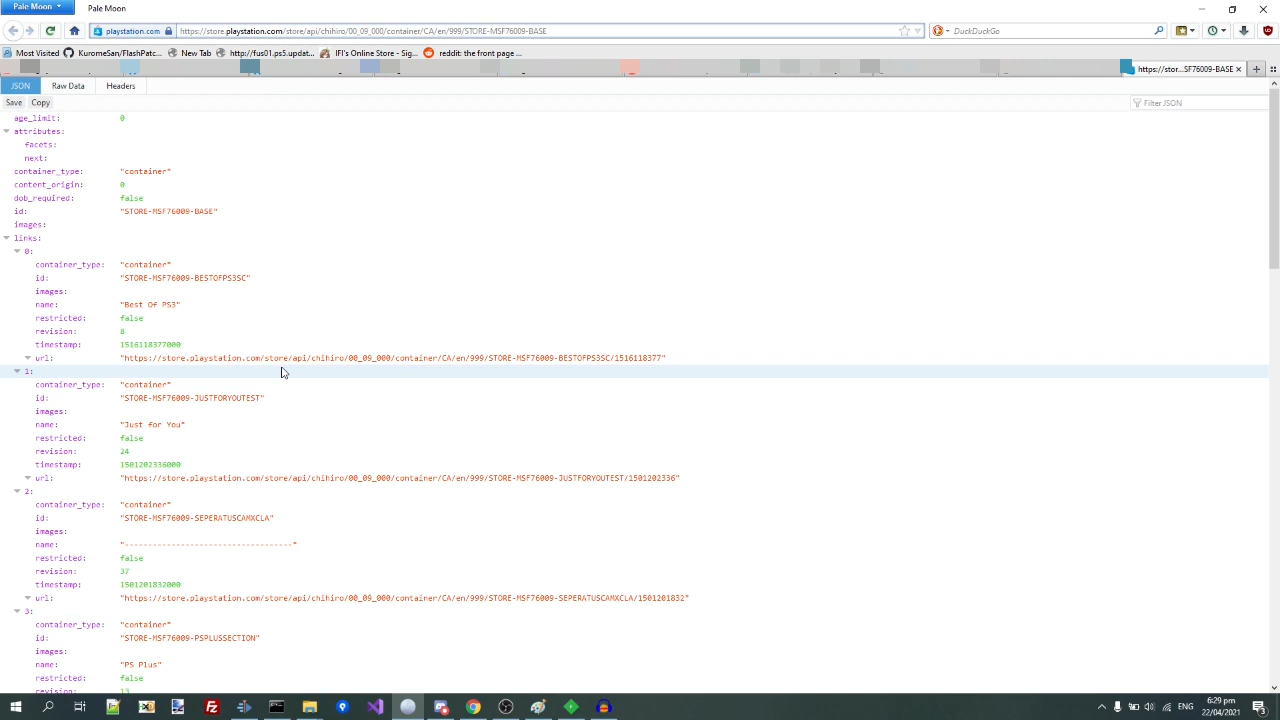 Pale Moon
Pale Moon
playstation.com
https://store.playstation.com/store/api/chihiro/00_09_000/container/CA/en/999/STORE-MSF76009-BASE
DuckDuckGo
Most Visited
KuromeSan/FlashPatc...
New Tab
http://fus01.ps5.updat...
IFI's Online Store - Sig...
reddit: the front page ...
https://stor...SF76009-BASE
JSON
Raw Data
Headers
Save
Copy
Filter JSON
age_limit: 0
attributes:
facets:
next:
container_type: "container"
content_origin: 0
dob_required: false
id: "STORE-MSF76009-BASE"
images:
links:
0:
container_type: "container"
id: "STORE-MSF76009-BESTOFPS3SC"
images:
name: "Best Of PS3"
restricted: false
revision: 8
timestamp: 1516118377000
url: "https://store.playstation.com/store/api/chihiro/00_09_000/container/CA/en/999/STORE-MSF76009-BESTOFPS3SC/1516118377"
1:
container_type: "container"
id: "STORE-MSF76009-JUSTFORYOUTEST"
images:
name: "Just for You"
restricted: false
revision: 24
timestamp: 1501202336000
url: "https://store.playstation.com/store/api/chihiro/00_09_000/container/CA/en/999/STORE-MSF76009-JUSTFORYOUTEST/1501202336"
2:
container_type: "container"
id: "STORE-MSF76009-SEPERATUSCAMXCLA"
images:
name: "------------------------------------"
restricted: false
revision: 37
timestamp: 1501201832000
url: "https://store.playstation.com/store/api/chihiro/00_09_000/container/CA/en/999/STORE-MSF76009-SEPERATUSCAMXCLA/1501201832"
3:
container_type: "container"
id: "STORE-MSF76009-PSPLUSSECTION"
images:
name: "PS Plus"
restricted: false
revision: 13
ENG
6:29 pm
22/04/2021